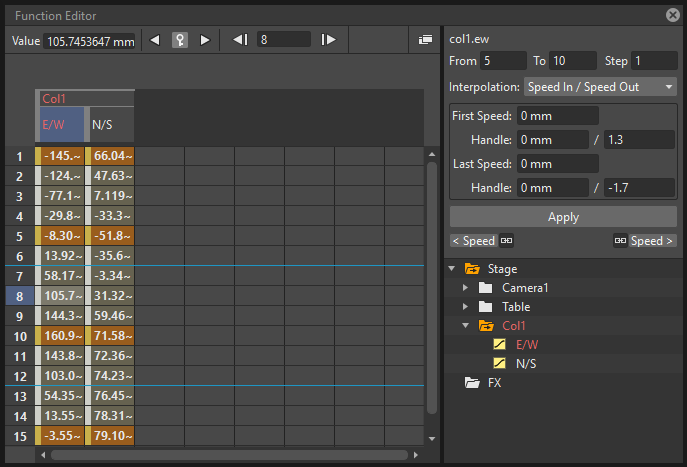 Function Editor
Value 105.7453647 mm 8
Col1
E/W N/S
1 -145.~ 66.04~
2 -124.~ 47.63~
3 -77.1~ 7.119~
4 -29.8~ -33.3~
5 -8.30~ -51.8~
6 13.92~ -35.6~
7 58.17~ -3.34~
8 105.7~ 31.32~
9 144.3~ 59.46~
10 160.9~ 71.58~
11 143.8~ 72.36~
12 103.0~ 74.23~
13 54.35~ 76.45~
14 13.55~ 78.31~
15 -3.55~ 79.10~
col1.ew
From 5 To 10 Step 1
Interpolation: Speed In / Speed Out
First Speed: 0 mm
Handle: 0 mm / 1.3
Last Speed: 0 mm
Handle: 0 mm / -1.7
Apply
< Speed Speed >
Stage
Camera1
Table
Col1
E/W
N/S
FX